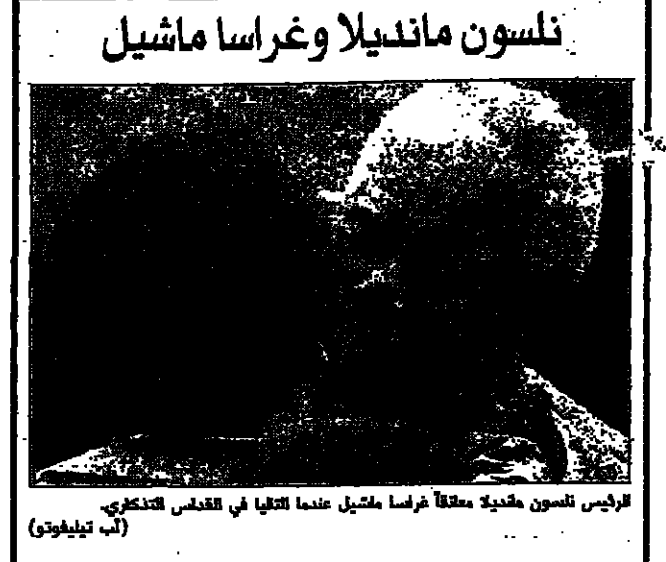 نلسون مانديلا وغراسا ماشيل
الرئيس نلسون مانديلا معانقاً غراسا ماشيل عندما التقيا في القداس التذكاري.
(أب تيليفوتو)